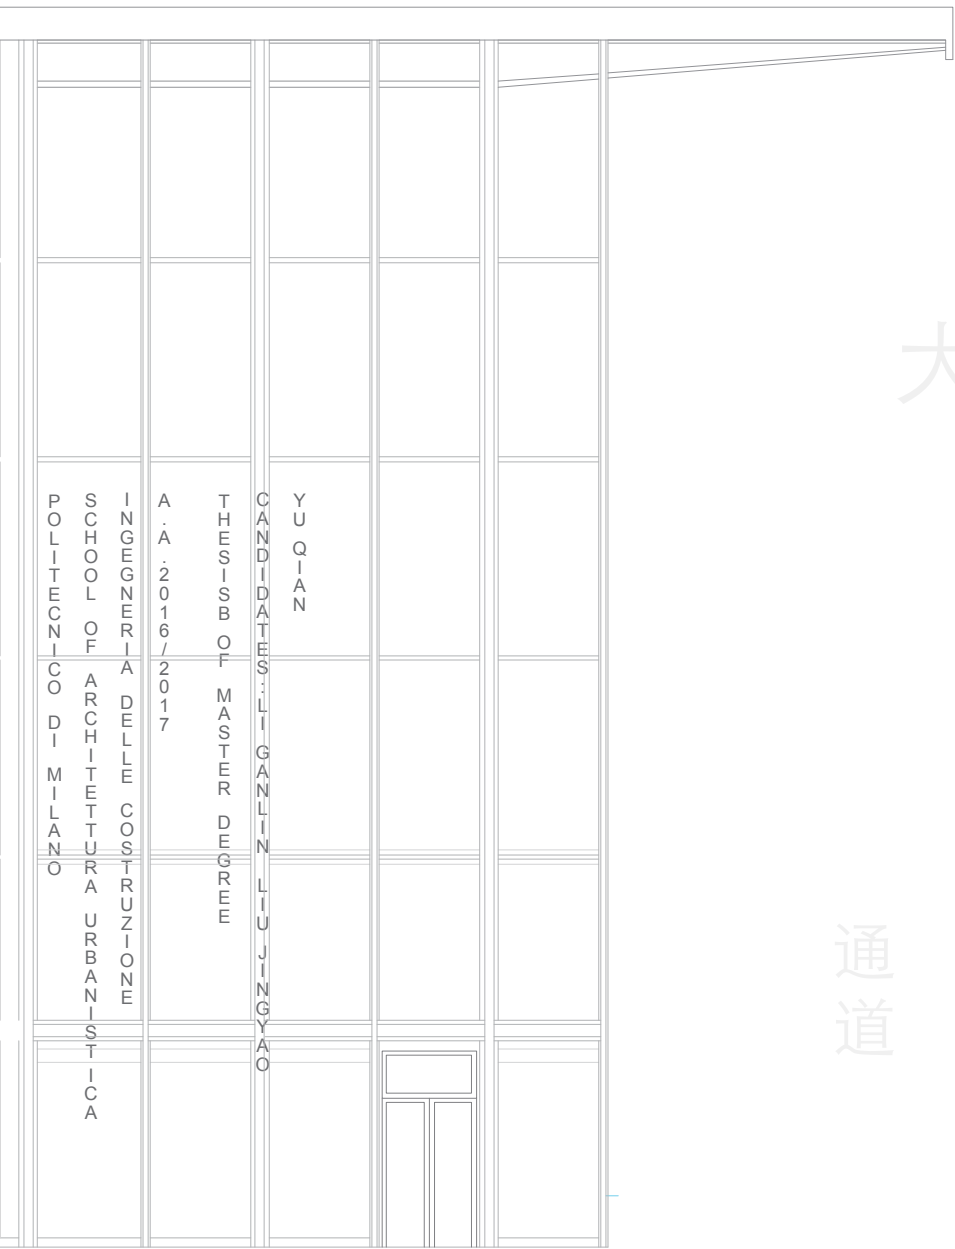 POLITECNICO DI MILANO
SCHOOL OF ARCHITETTURA URBANISTICA
INGEGNERIA DELLE COSTRUZIONE
A.A.2016/2017
THESISB OF MASTER DEGREE
CANDIDATES:LI GANLIN LIU JINGYAO
YU QIAN
大
通道